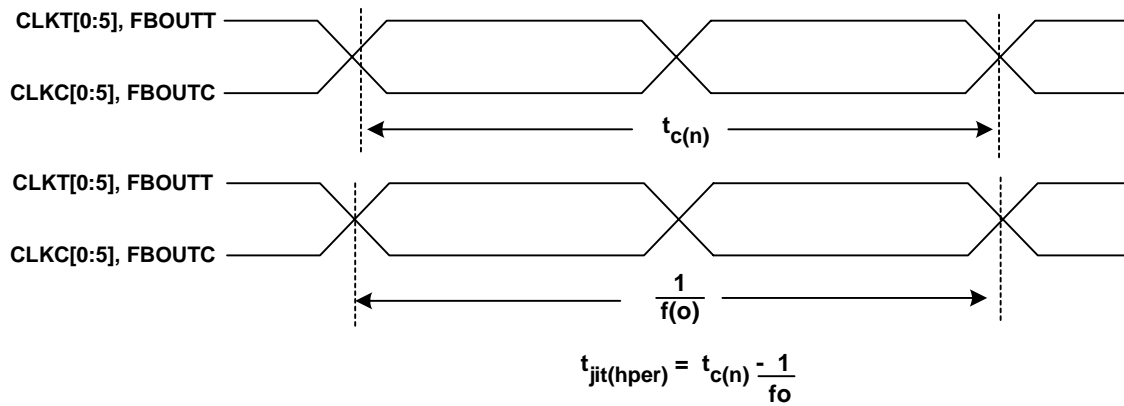 CLKT[0:5], FBOUTT
CLKC[0:5], FBOUTC
tc(n)
CLKT[0:5], FBOUTT
CLKC[0:5], FBOUTC
1
f(o)
tjit(hper) = tc(n) - 1
fo